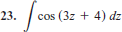 23. ∫ cos (3z + 4) dz